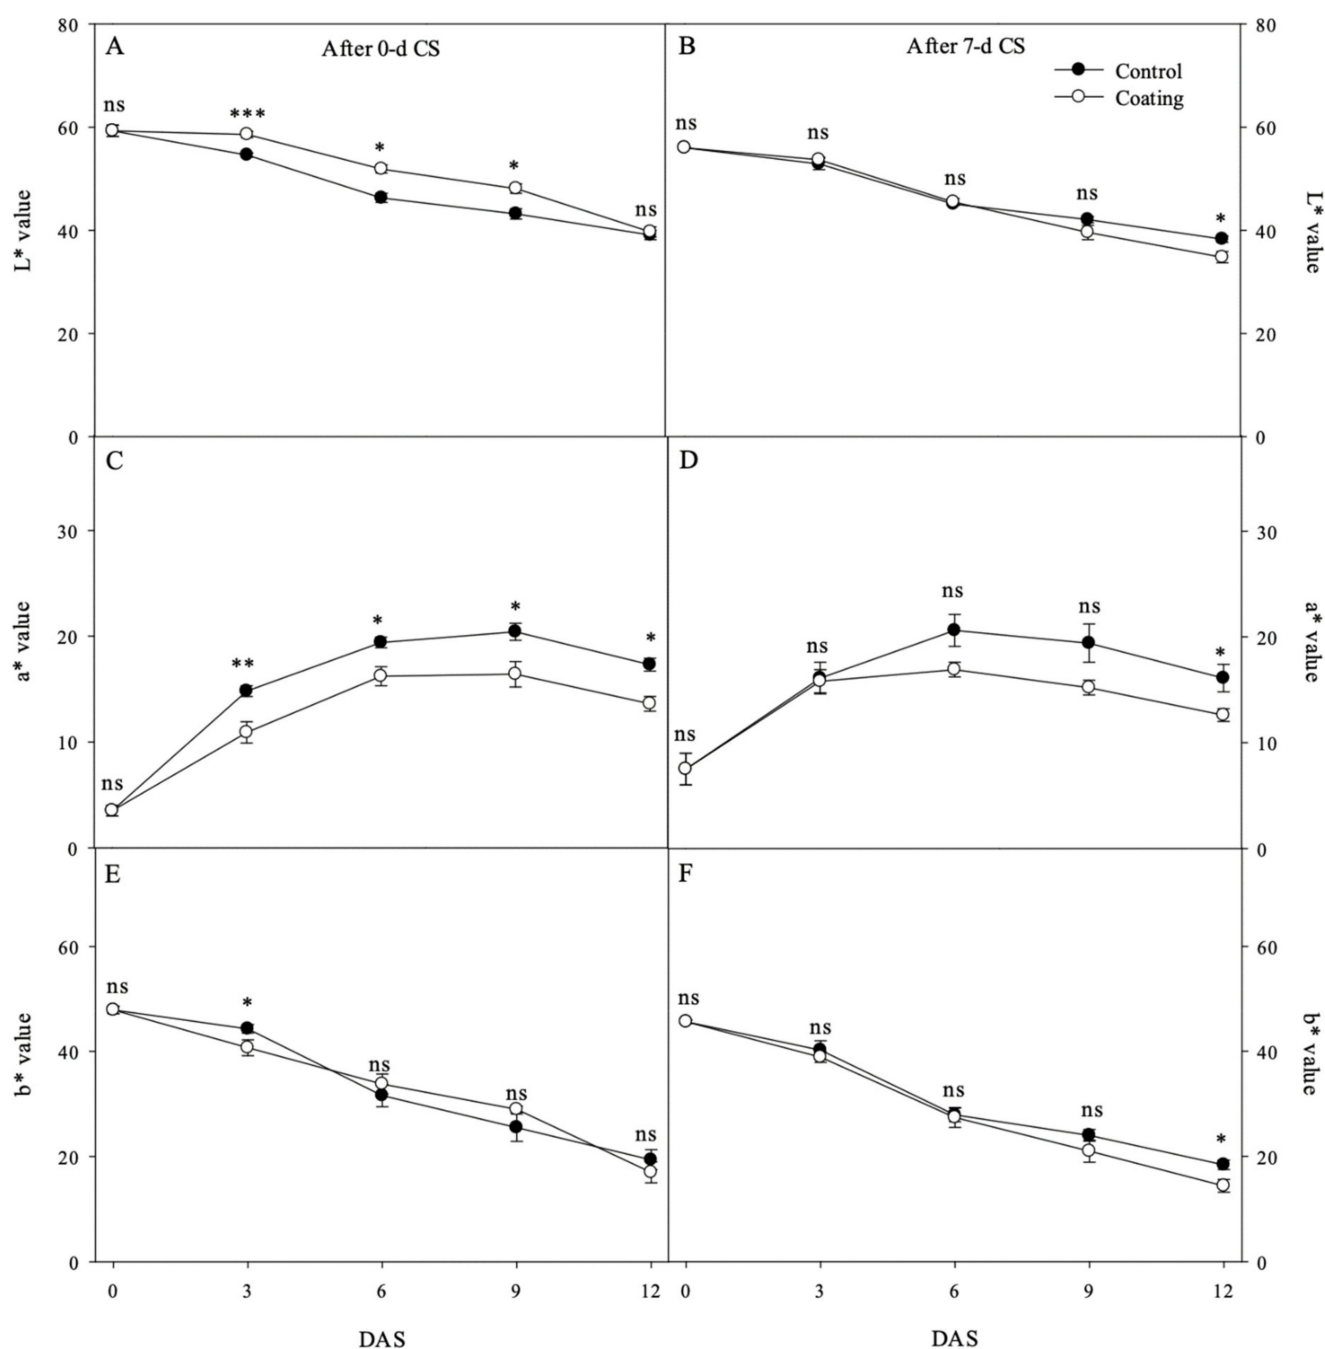 A After 0-d CS
ns *** * * ns
80
60
40
20
0
L* value
B After 7-d CS
Control
Coating
ns ns ns ns *
80
60
40
20
0
L* value
C
ns ** * * *
30
20
10
0
a* value
D
ns ns ns ns *
30
20
10
0
a* value
E
ns * ns ns ns
60
40
20
0
b* value
0 3 6 9 12
DAS
F
ns ns ns ns *
60
40
20
0
b* value
0 3 6 9 12
DAS